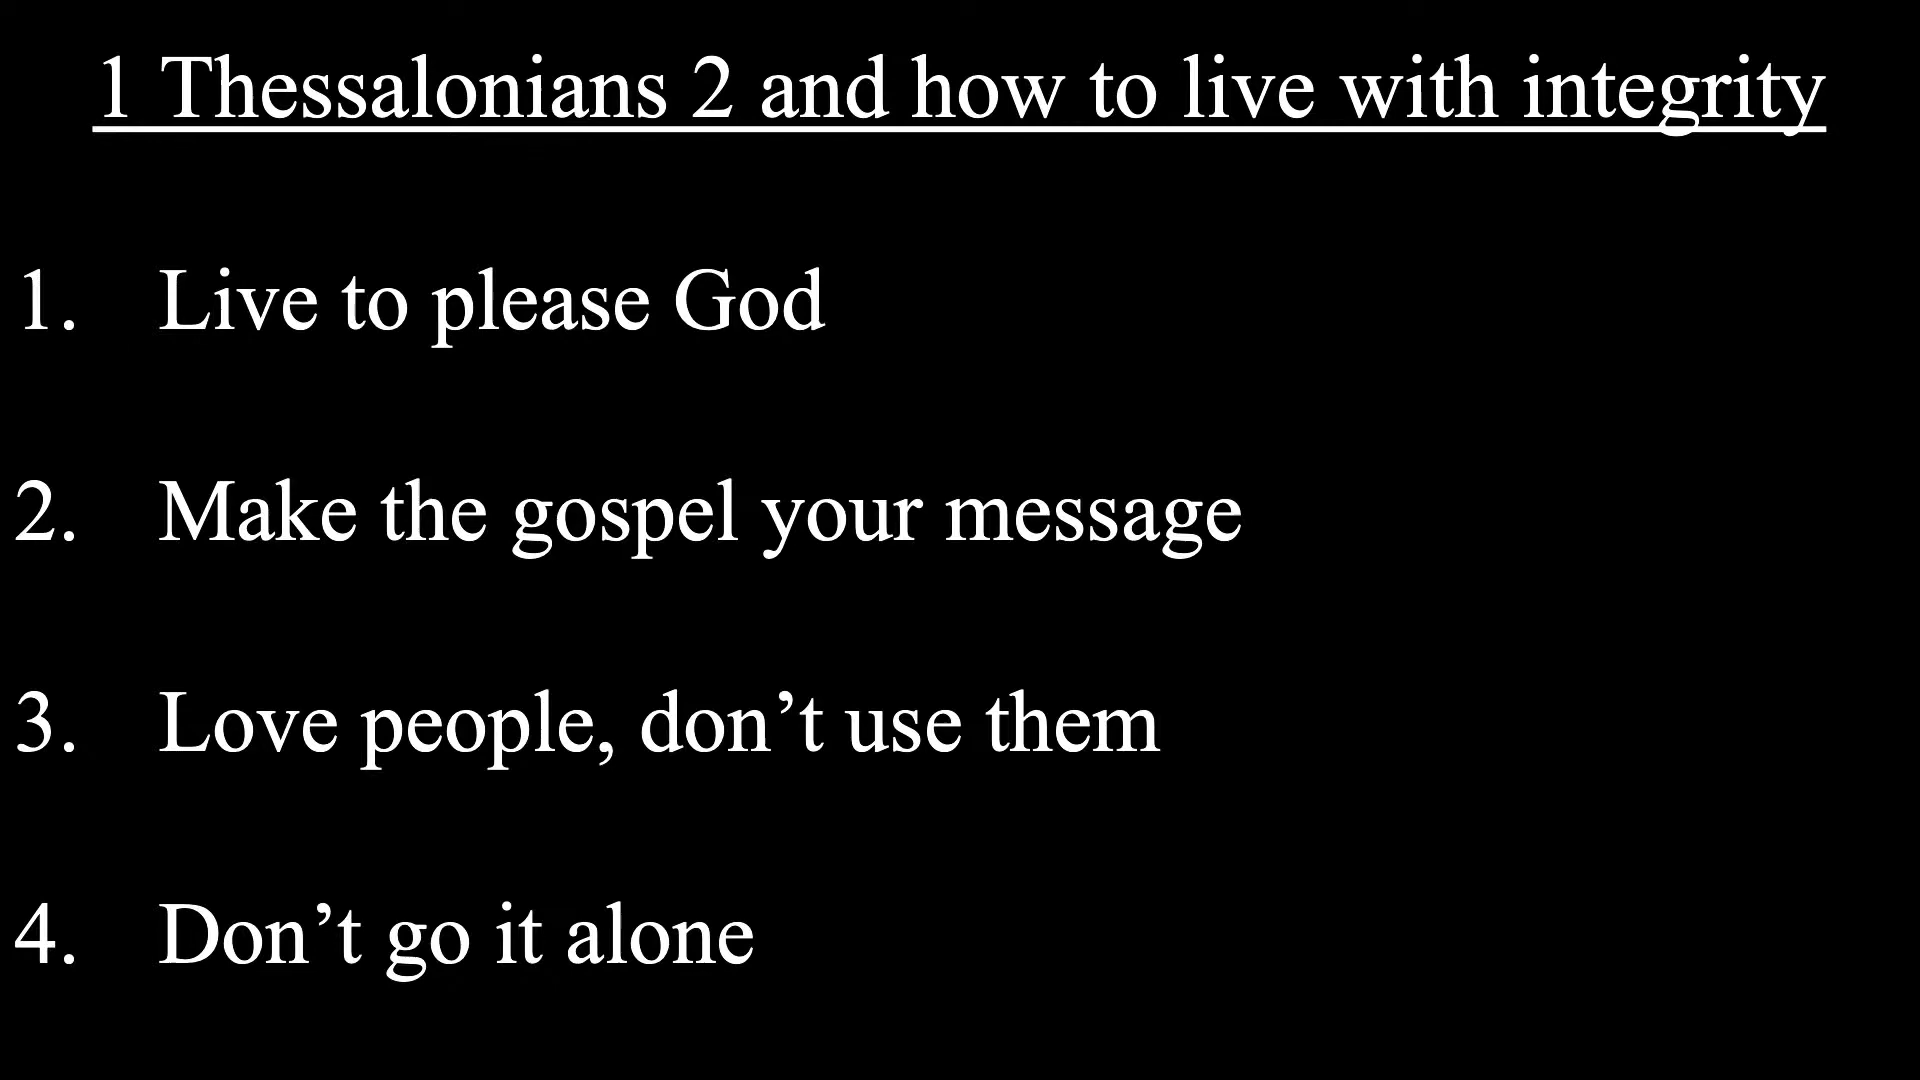 1 Thessalonians 2 and how to live with integrity
1. Live to please God
2. Make the gospel your message
3. Love people, don’t use them
4. Don’t go it alone